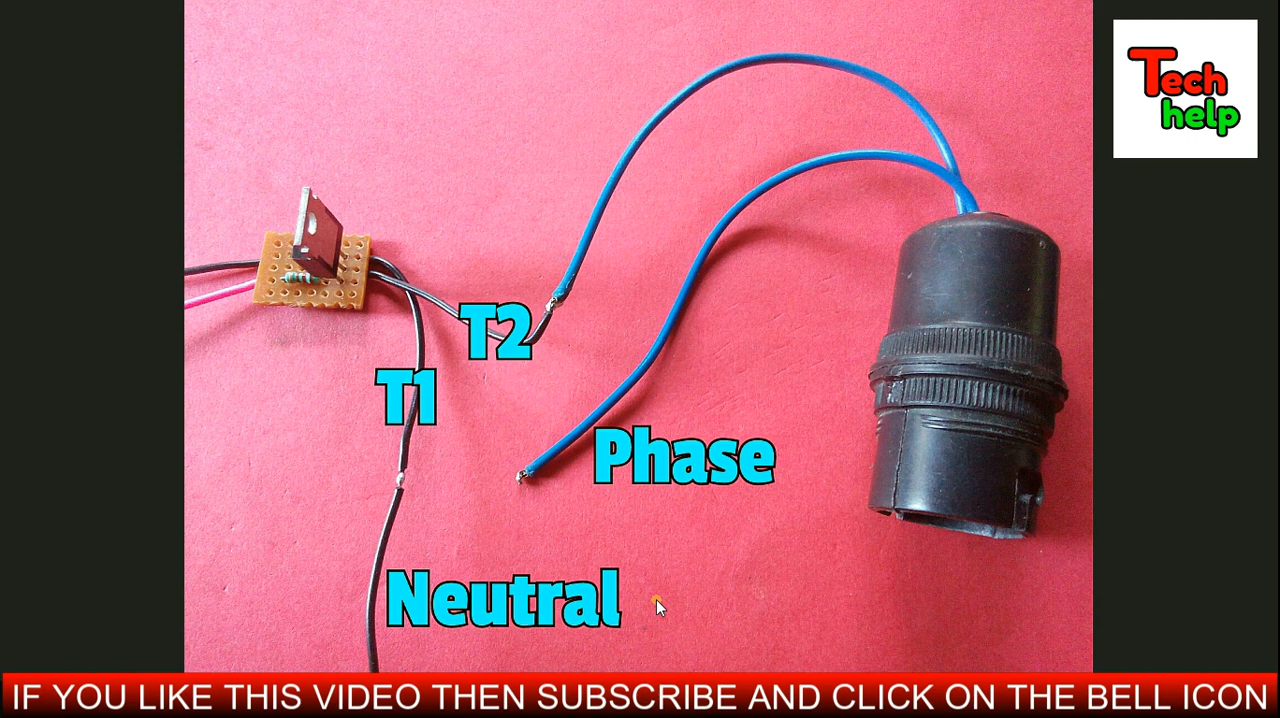 Tech
help
T2
T1
Phase
Neutral
IF YOU LIKE THIS VIDEO THEN SUBSCRIBE AND CLICK ON THE BELL ICON